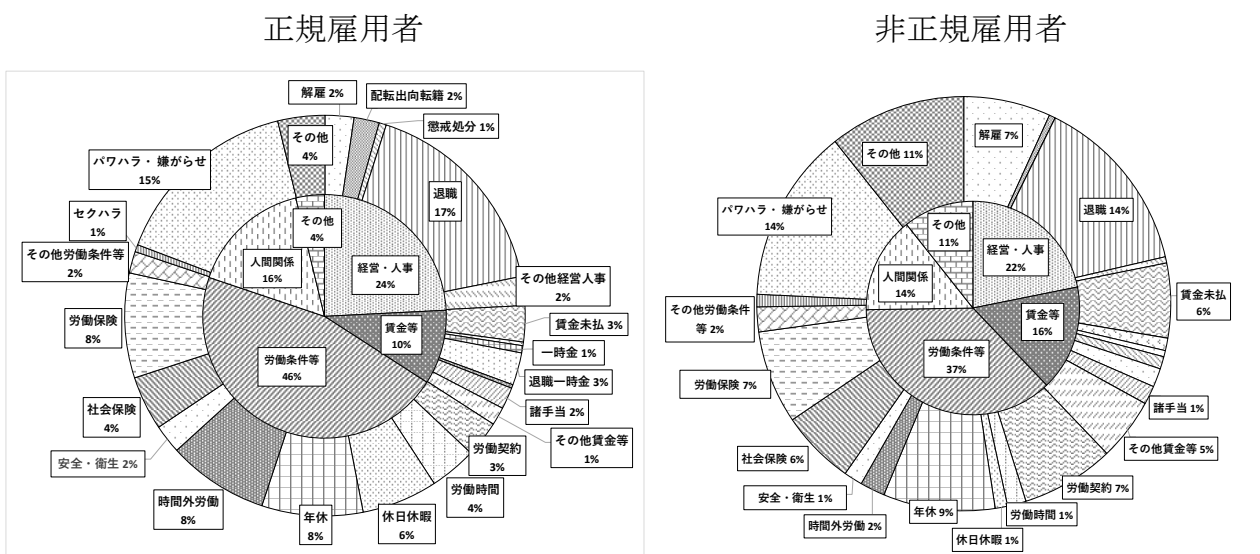 正規雇用者
解雇 2%
配転出向転籍 2%
懲戒処分 1%
退職
17%
その他経営人事
2%
賃金未払 3%
一時金 1%
退職一時金 3%
諸手当 2%
その他賃金等
1%
労働契約
3%
労働時間
4%
休日休暇
6%
年休
8%
時間外労働
8%
安全・衛生 2%
社会保険
4%
労働保険
8%
その他労働条件等
2%
セクハラ
1%
パワハラ・ 嫌がらせ
15%
その他
4%
経営・人事
24%
賃金等
10%
労働条件等
46%
人間関係
16%
その他
4%
非正規雇用者
解雇 7%
退職 14%
賃金未払
6%
諸手当 1%
その他賃金等 5%
労働契約 7%
労働時間 1%
休日休暇 1%
年休 9%
時間外労働 2%
安全・衛生 1%
社会保険 6%
労働保険 7%
その他労働条件
等 2%
パワハラ・嫌がらせ
14%
その他 11%
経営・人事
22%
賃金等
16%
労働条件等
37%
人間関係
14%
その他
11%